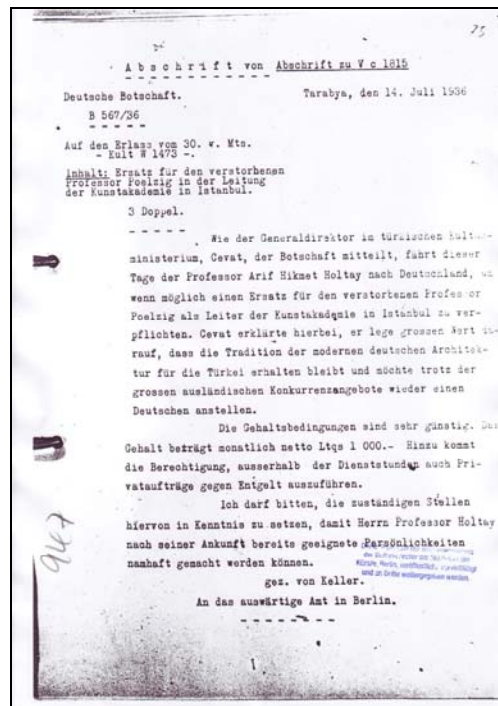 25
A b s c h r i f t von Abschrift zu V c 1815
Deutsche Botschaft. Tarabya, den 14. Juli 1936
B 567/36
- - - - -
Auf den Erlass vom 30. v. Mts.
- Kult W 1473 -.
Inhalt: Ersatz für den verstorbenen
Professor Poelzig in der Leitung
der Kunstakademie in Istanbul.
3 Doppel.
- - - - -
Wie der Generaldirektor im türkischen Kultus-
ministerium, Cevat, der Botschaft mitteilt, fährt dieser
Tage der Professor Arif Hikmet Holtay nach Deutschland, um
wenn möglich einen Ersatz für den verstorbenen Professor
Poelzig als Leiter der Kunstakademie in Istanbul zu ver-
pflichten. Cevat erklärte hierbei, er lege grossen Wert da-
rauf, dass die Tradition der modernen deutschen Architek-
tur für die Türkei erhalten bleibt und möchte trotz der
grossen ausländischen Konkurrenzangebote wieder einen
Deutschen anstellen.
Die Gehaltsbedingungen sind sehr günstig. Das
Gehalt beträgt monatlich netto Ltqs 1 000.- Hinzu kommt
die Berechtigung, ausserhalb der Dienststunden auch Pri-
vataufträge gegen Entgelt auszuführen.
Ich darf bitten, die zuständigen Stellen
hiervon in Kenntnis zu setzen, damit Herrn Professor Holtay
nach seiner Ankunft bereits geeignete Persönlichkeiten
namhaft gemacht werden können.
und an Dritte weitergegeben werden.
gez. von Keller.
An das auswärtige Amt in Berlin.
- - - - - - - -
9147